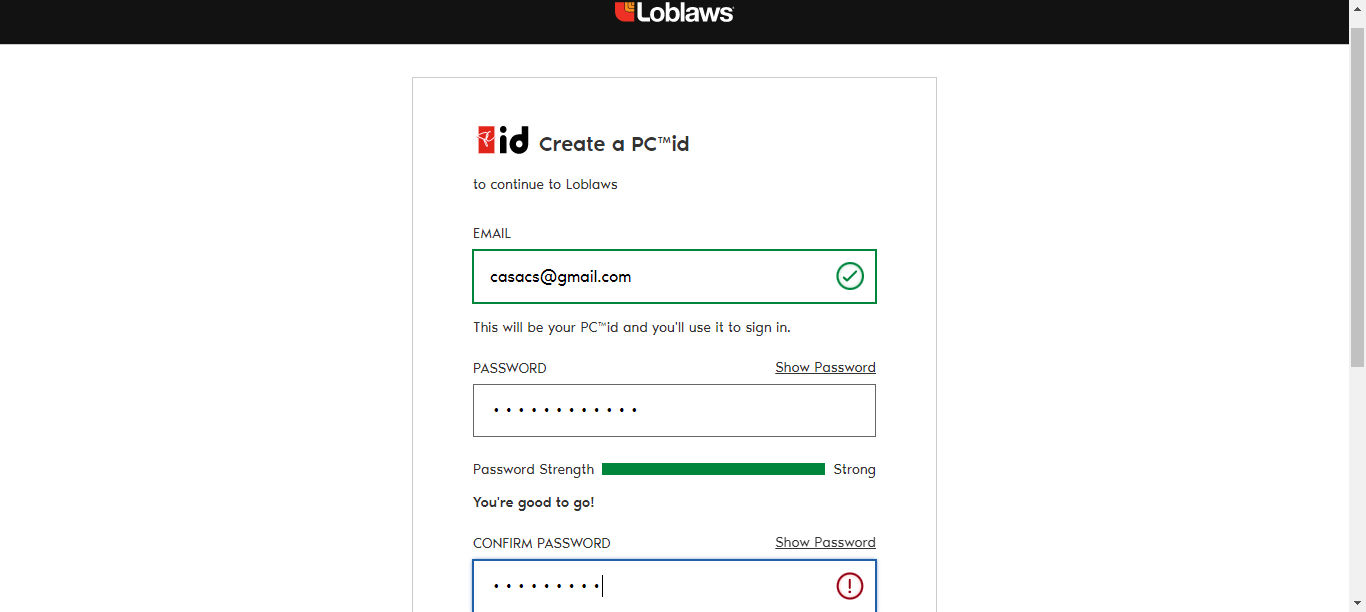 Loblaws
id Create a PC™id
to continue to Loblaws
EMAIL
casacs@gmail.com
This will be your PC™id and you'll use it to sign in.
PASSWORD Show Password
••••••••••••
Password Strength Strong
You're good to go!
CONFIRM PASSWORD Show Password
•••••••••